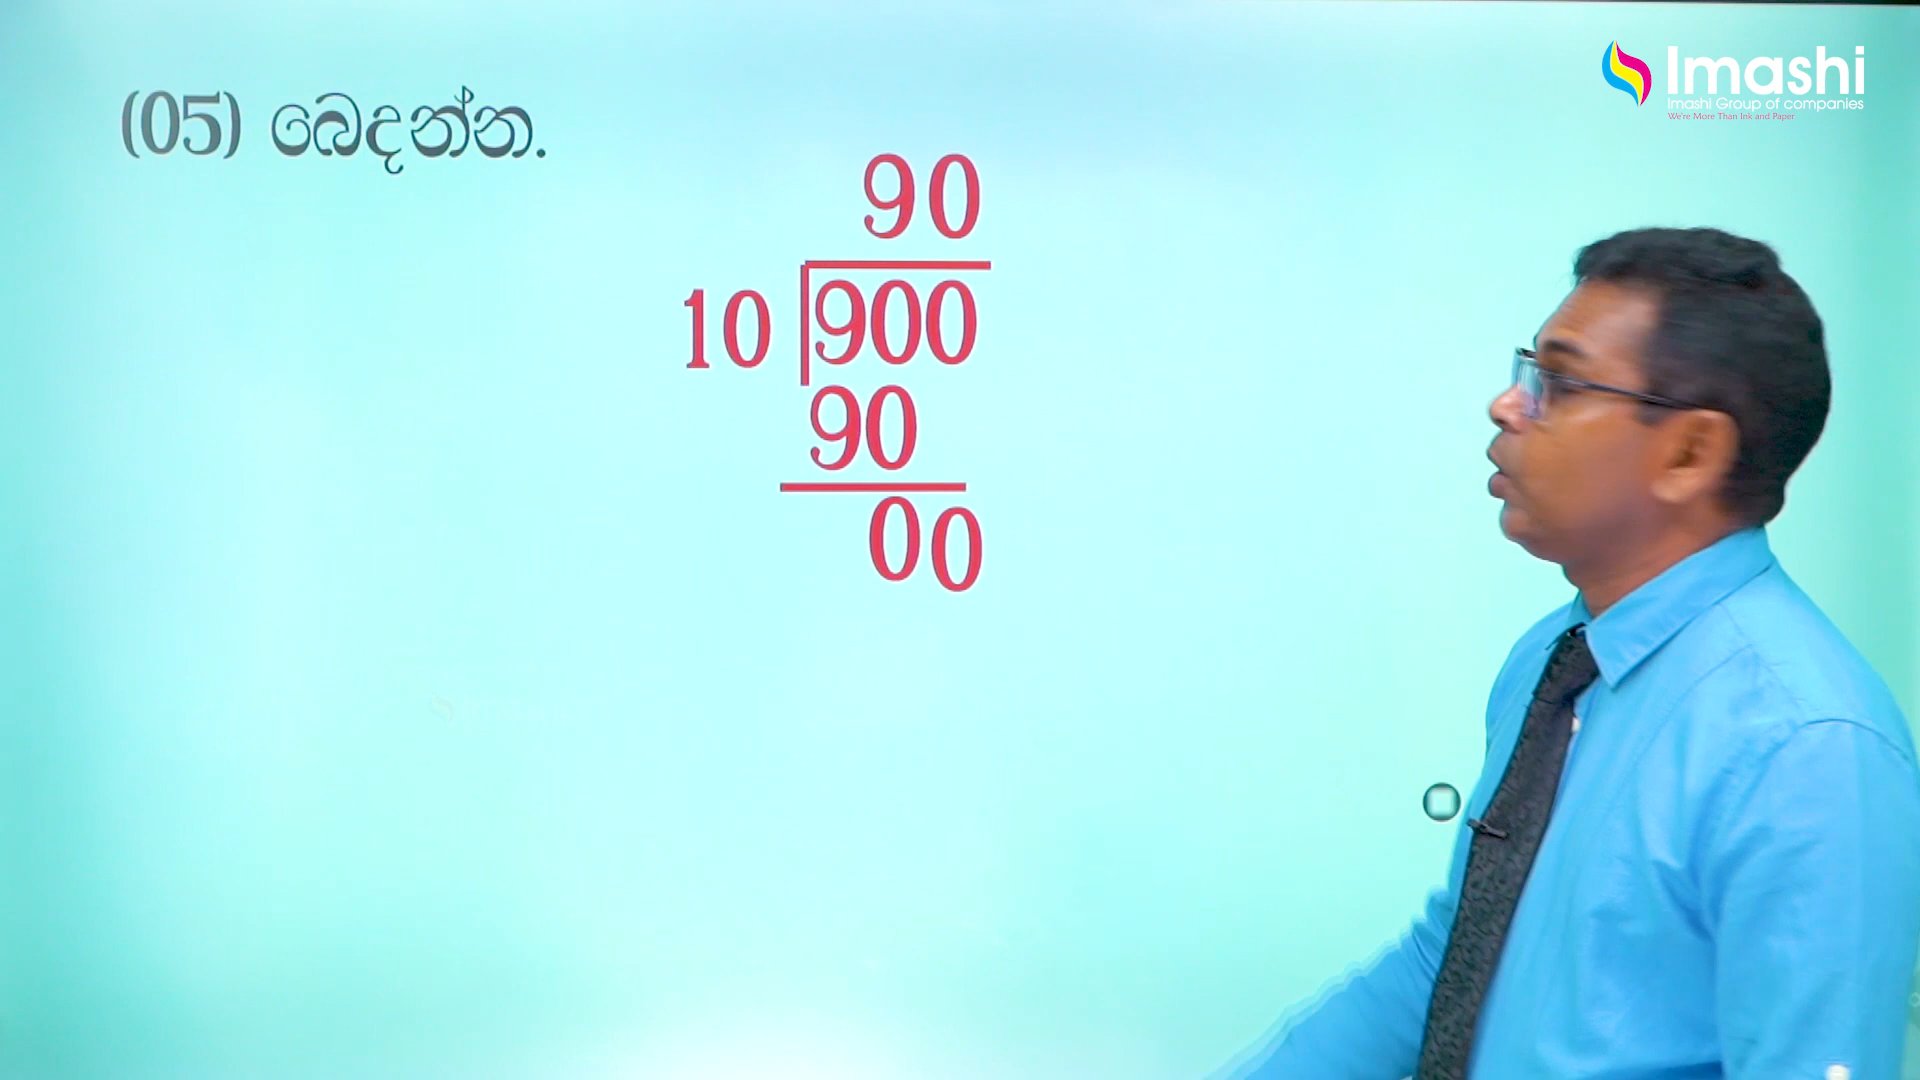 Imashi
Imashi Group of companies
We're More Than Ink and Paper
(05) බෙදන්න.
90
10 900
90
00